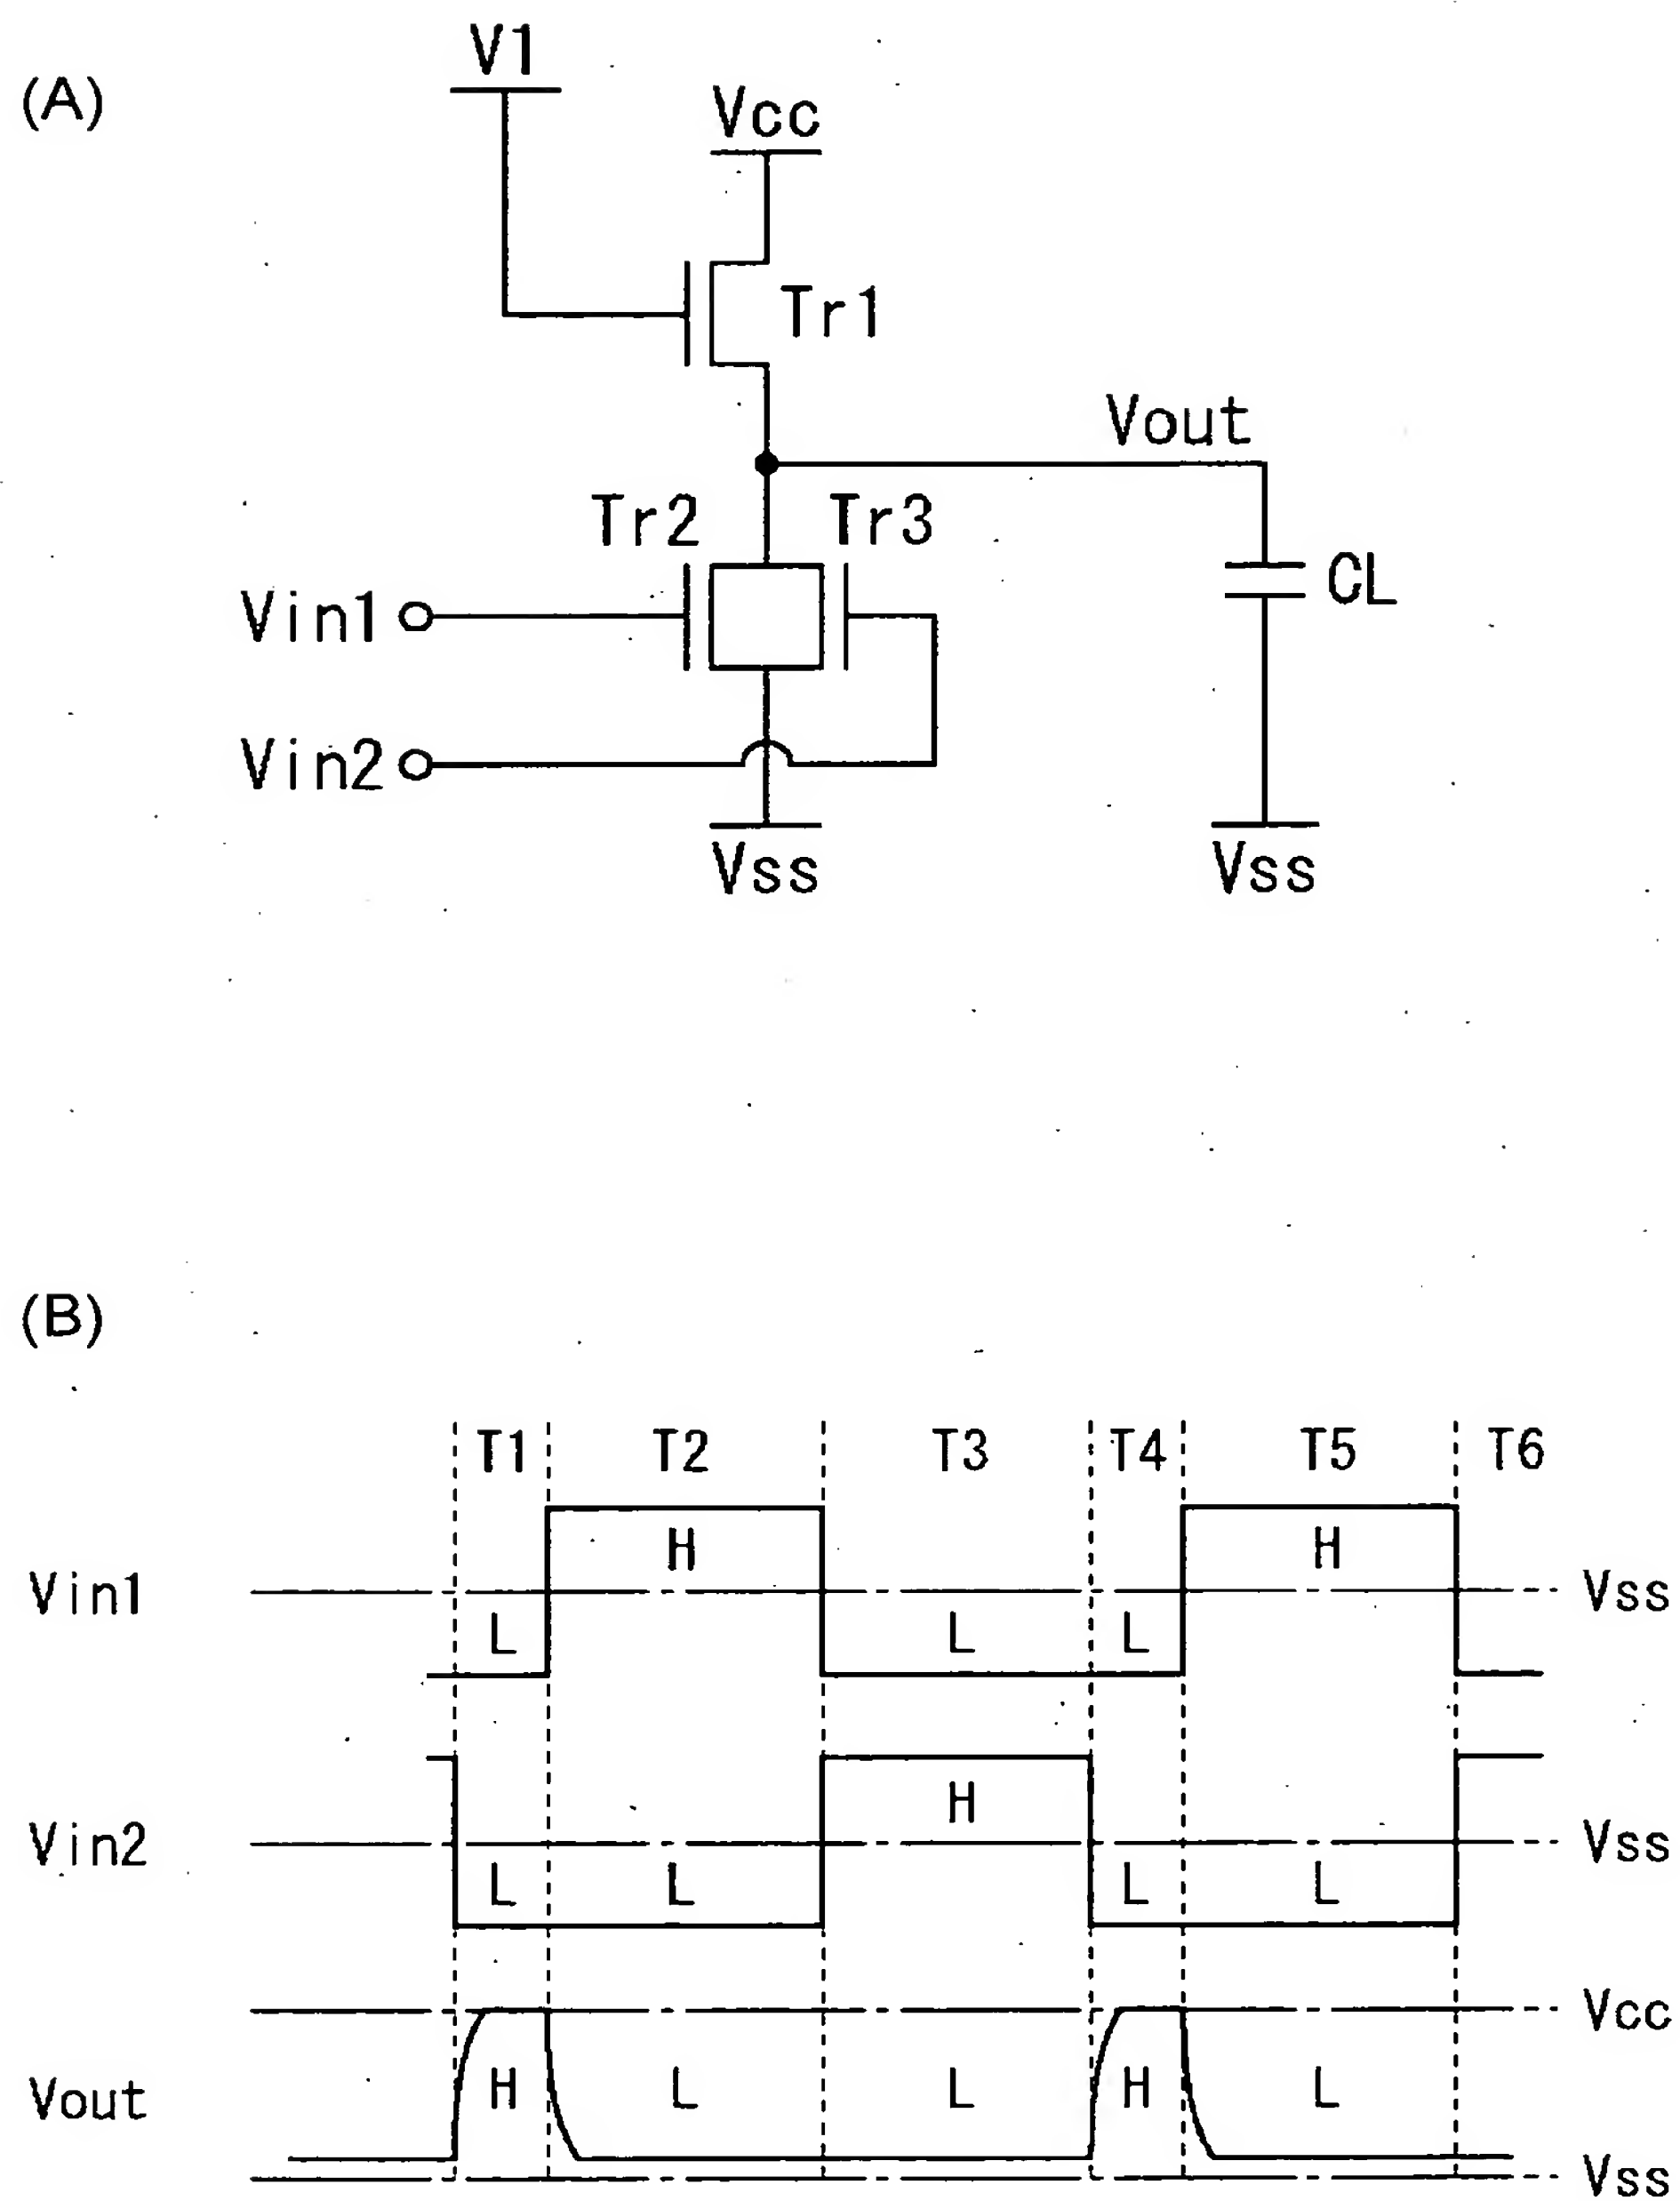 (A)
V1
Vcc
Tr1
Vout
Tr2 Tr3
Vin1
CL
Vin2
Vss Vss
(B)
T1 T2 T3 T4 T5 T6
H H
Vin1 Vss
L L L
H
Vin2 Vss
L L L L
Vcc
Vout H L L H L
Vss